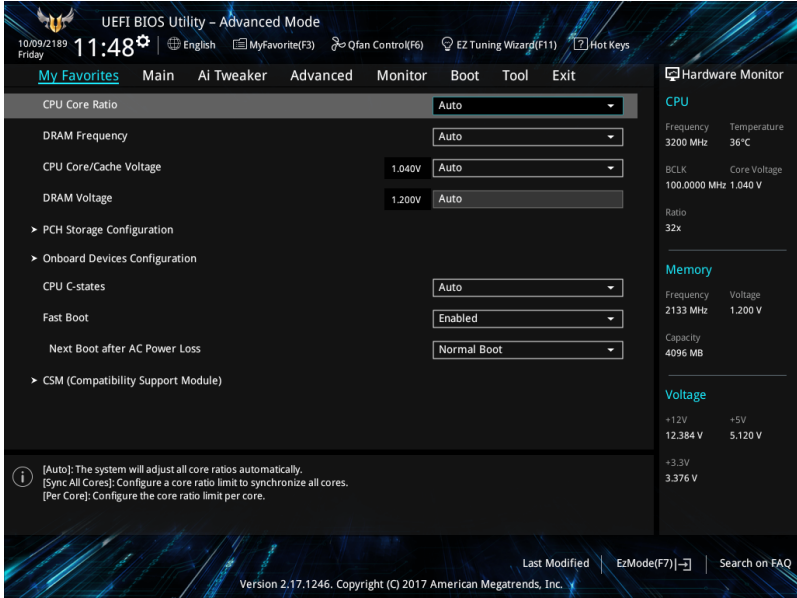 UEFI BIOS Utility – Advanced Mode
10/09/2189
Friday
11:48
English
MyFavorite(F3)
Qfan Control(F6)
EZ Tuning Wizard(F11)
? Hot Keys
My Favorites Main Ai Tweaker Advanced Monitor Boot Tool Exit
CPU Core Ratio Auto
DRAM Frequency Auto
CPU Core/Cache Voltage 1.040V Auto
DRAM Voltage 1.200V Auto
> PCH Storage Configuration
> Onboard Devices Configuration
CPU C-states Auto
Fast Boot Enabled
Next Boot after AC Power Loss Normal Boot
> CSM (Compatibility Support Module)
[Auto]: The system will adjust all core ratios automatically.
[Sync All Cores]: Configure a core ratio limit to synchronize all cores.
[Per Core]: Configure the core ratio limit per core.
Hardware Monitor
CPU
Frequency Temperature
3200 MHz 36°C
BCLK Core Voltage
100.0000 MHz 1.040 V
Ratio
32x
Memory
Frequency Voltage
2133 MHz 1.200 V
Capacity
4096 MB
Voltage
+12V +5V
12.384 V 5.120 V
+3.3V
3.376 V
Last Modified
EzMode(F7)
Search on FAQ
Version 2.17.1246. Copyright (C) 2017 American Megatrends, Inc.